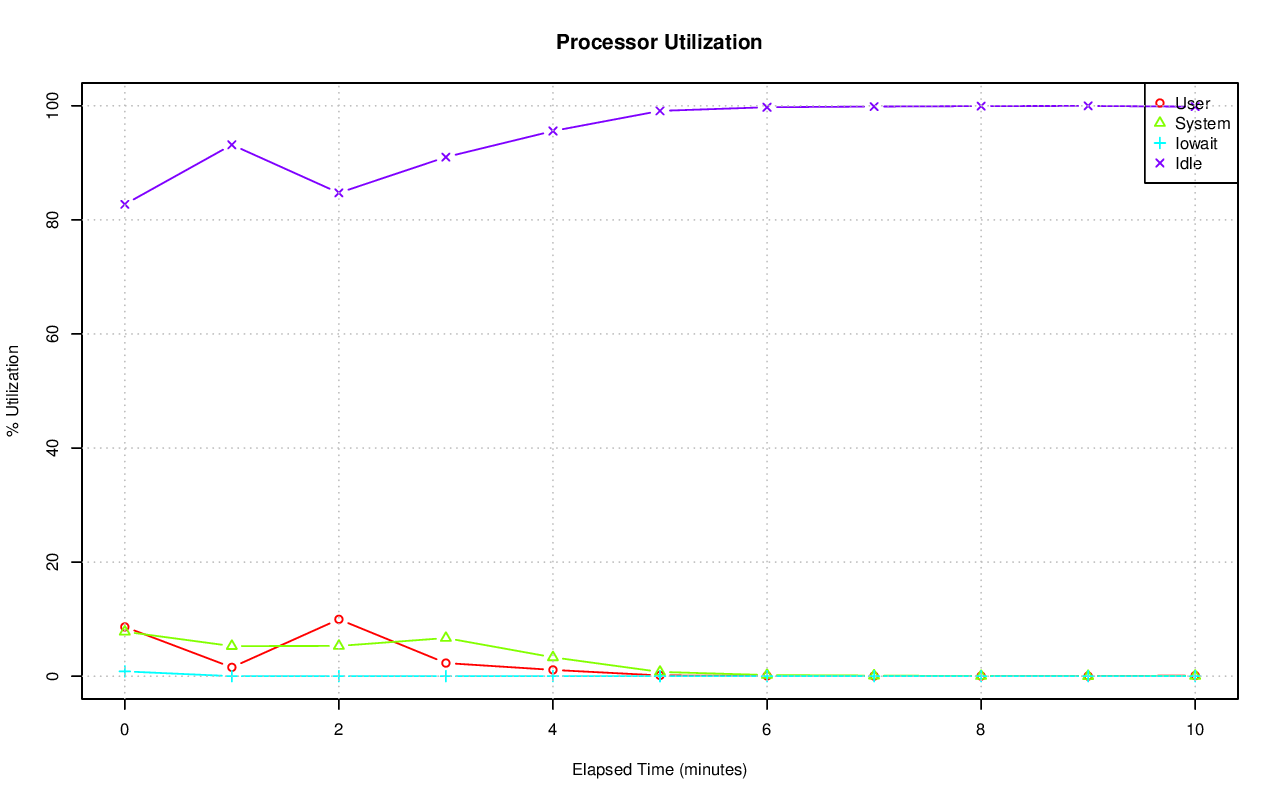 Processor Utilization
% Utilization
100
80
60
40
20
0
User
System
Iowait
Idle
0 2 4 6 8 10
Elapsed Time (minutes)